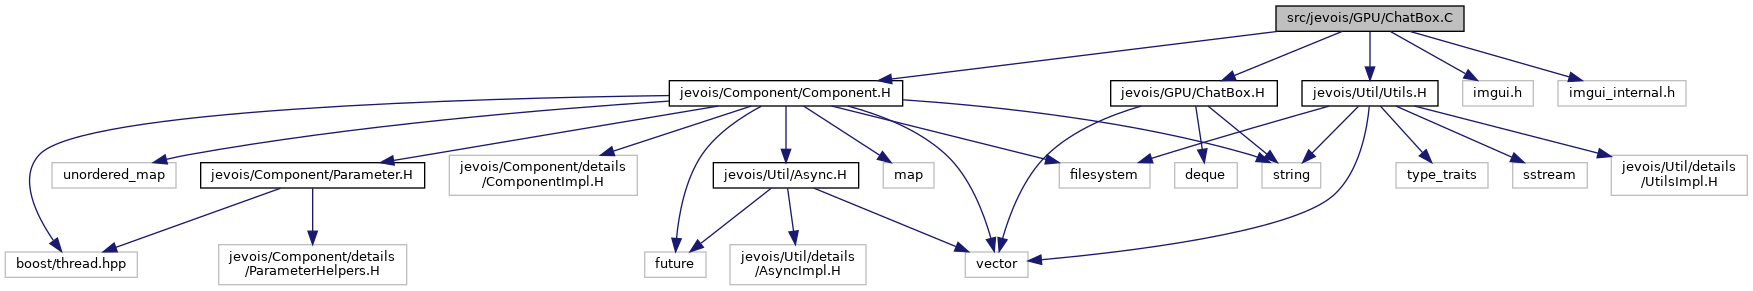 src/jevois/GPU/ChatBox.C
jevois/Component/Component.H
jevois/GPU/ChatBox.H
jevois/Util/Utils.H
imgui.h
imgui_internal.h
unordered_map
jevois/Component/Parameter.H
jevois/Component/details
/ComponentImpl.H
jevois/Util/Async.H
map
filesystem
deque
string
type_traits
sstream
jevois/Util/details
/UtilsImpl.H
boost/thread.hpp
jevois/Component/details
/ParameterHelpers.H
future
jevois/Util/details
/AsyncImpl.H
vector